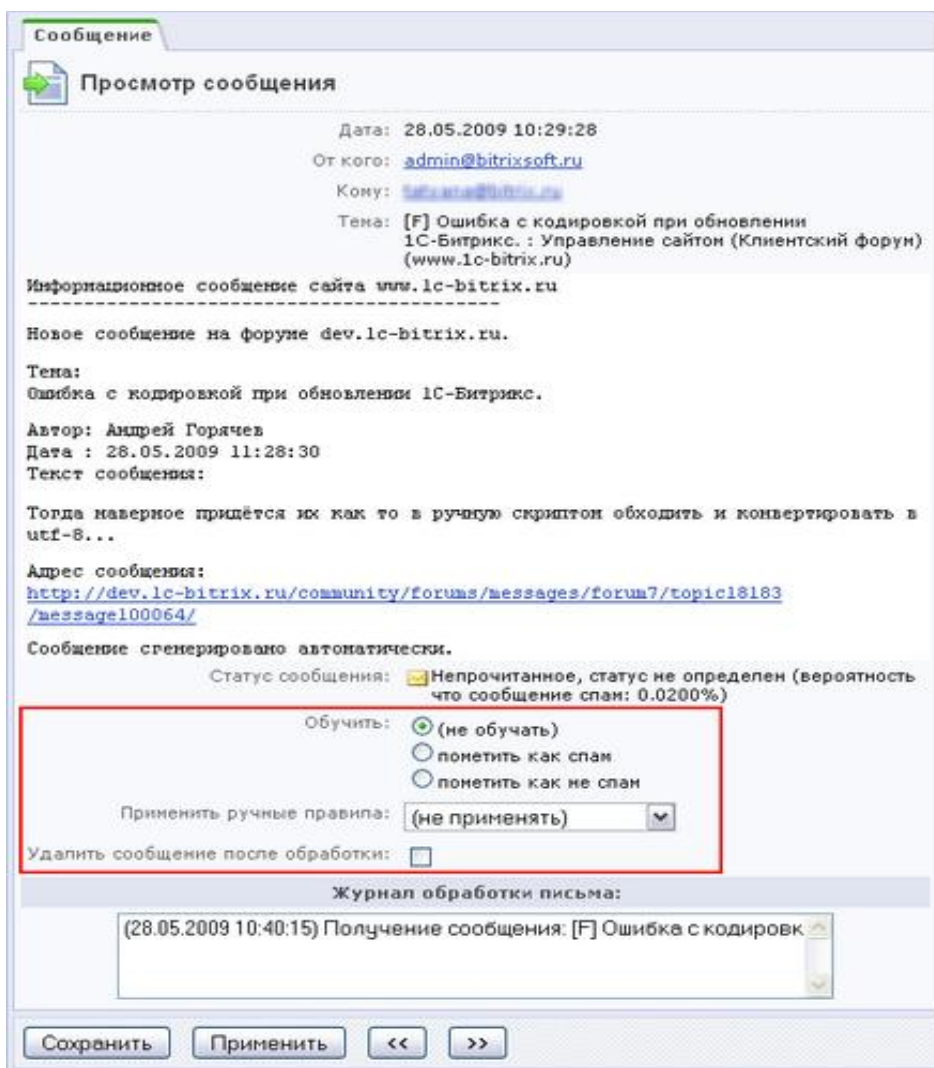 Сообщение
Просмотр сообщения
Дата: 28.05.2009 10:29:28
От кого: admin@bitrixsoft.ru
Кому:
Тема: [F] Ошибка с кодировкой при обновлении
1С-Битрикс. : Управление сайтом (Клиентский форум)
(www.1c-bitrix.ru)
Информационное сообщение сайта www.1c-bitrix.ru
------------------------------------------
Новое сообщение на форуме dev.1c-bitrix.ru.
Тема:
Ошибка с кодировкой при обновлении 1С-Битрикс.
Автор: Андрей Горячев
Дата : 28.05.2009 11:28:30
Текст сообщения:
Тогда наверное придётся их как то в ручную скриптом обходить и конвертировать в
utf-8...
Адрес сообщения:
http://dev.1c-bitrix.ru/community/forums/messages/forum7/topic18183
/message100064/
Сообщение сгенерировано автоматически.
Статус сообщения: Непрочитанное, статус не определен (вероятность
что сообщение спам: 0.0200%)
Обучить: (не обучать)
пометить как спам
пометить как не спам
Применить ручные правила: (не применять)
Удалить сообщение после обработки:
Журнал обработки письма:
(28.05.2009 10:40:15) Получение сообщения: [F] Ошибка с кодировк
Сохранить Применить << >>